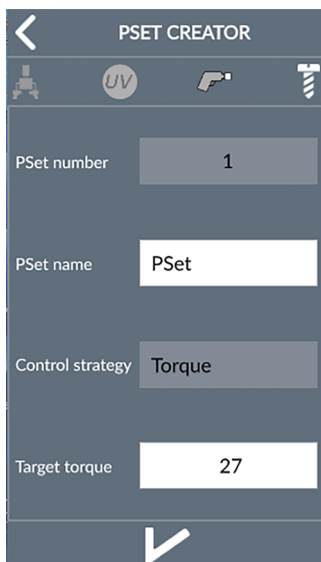 PSET CREATOR
UV
PSet number
1
PSet name
PSet
Control strategy
Torque
Target torque
27